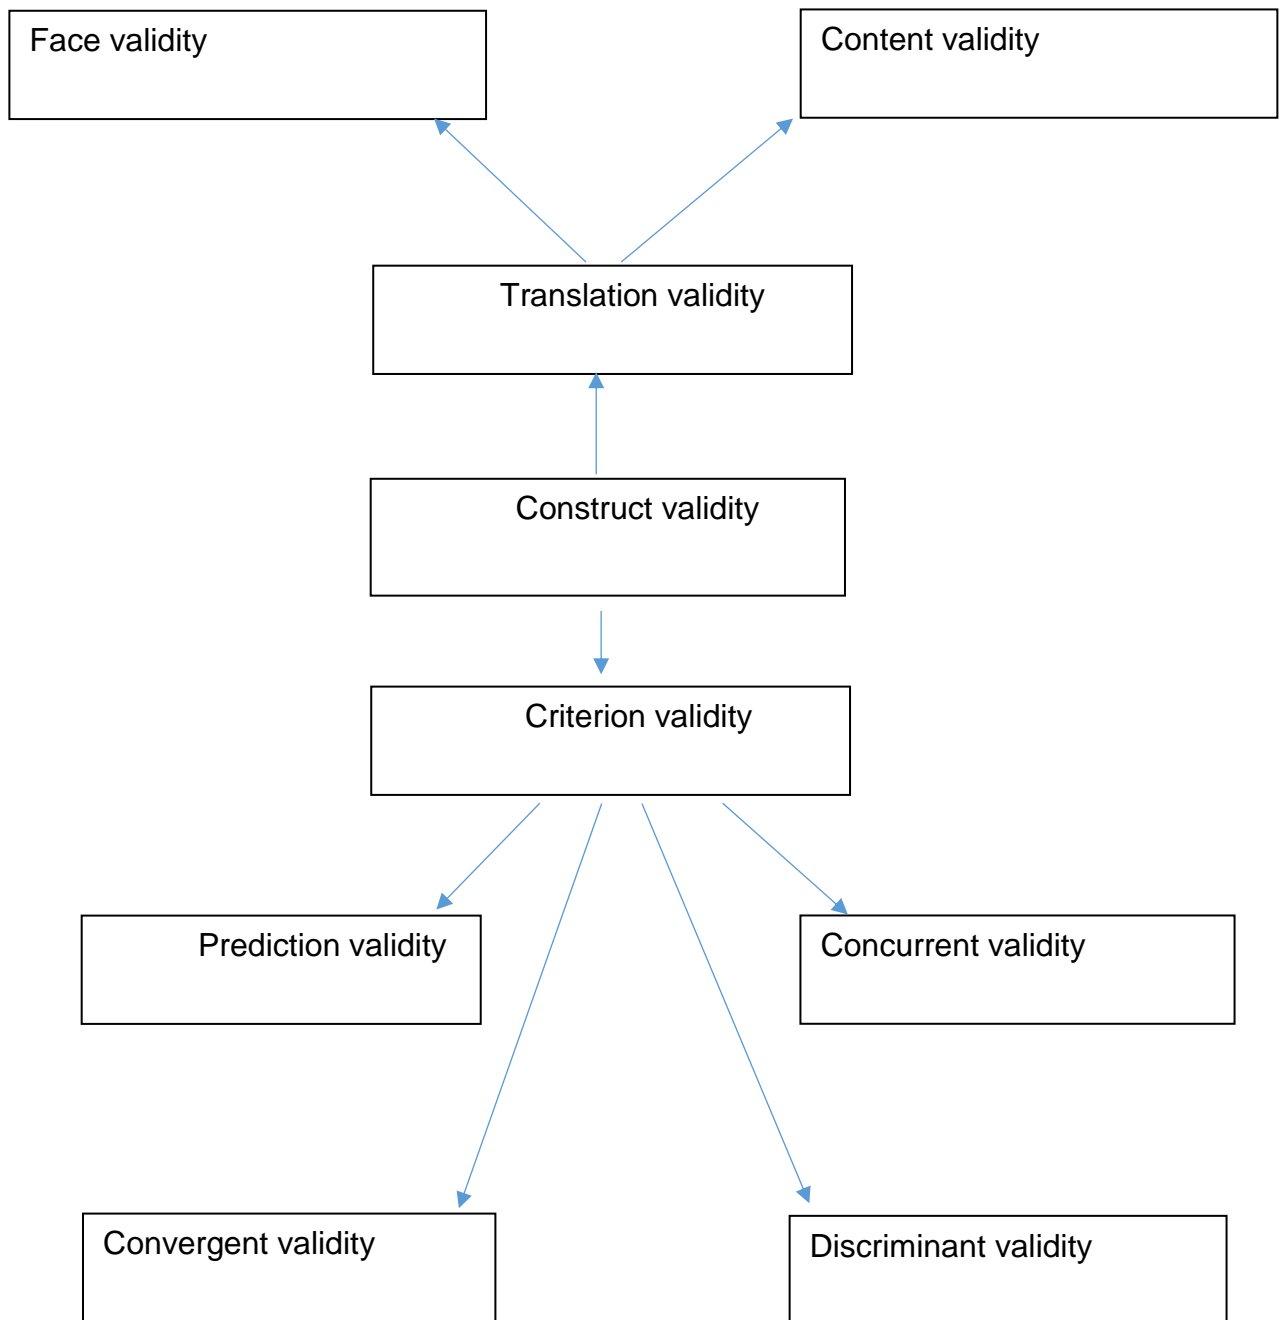 Face validity
Content validity
Translation validity
Construct validity
Criterion validity
Prediction validity
Concurrent validity
Convergent validity
Discriminant validity